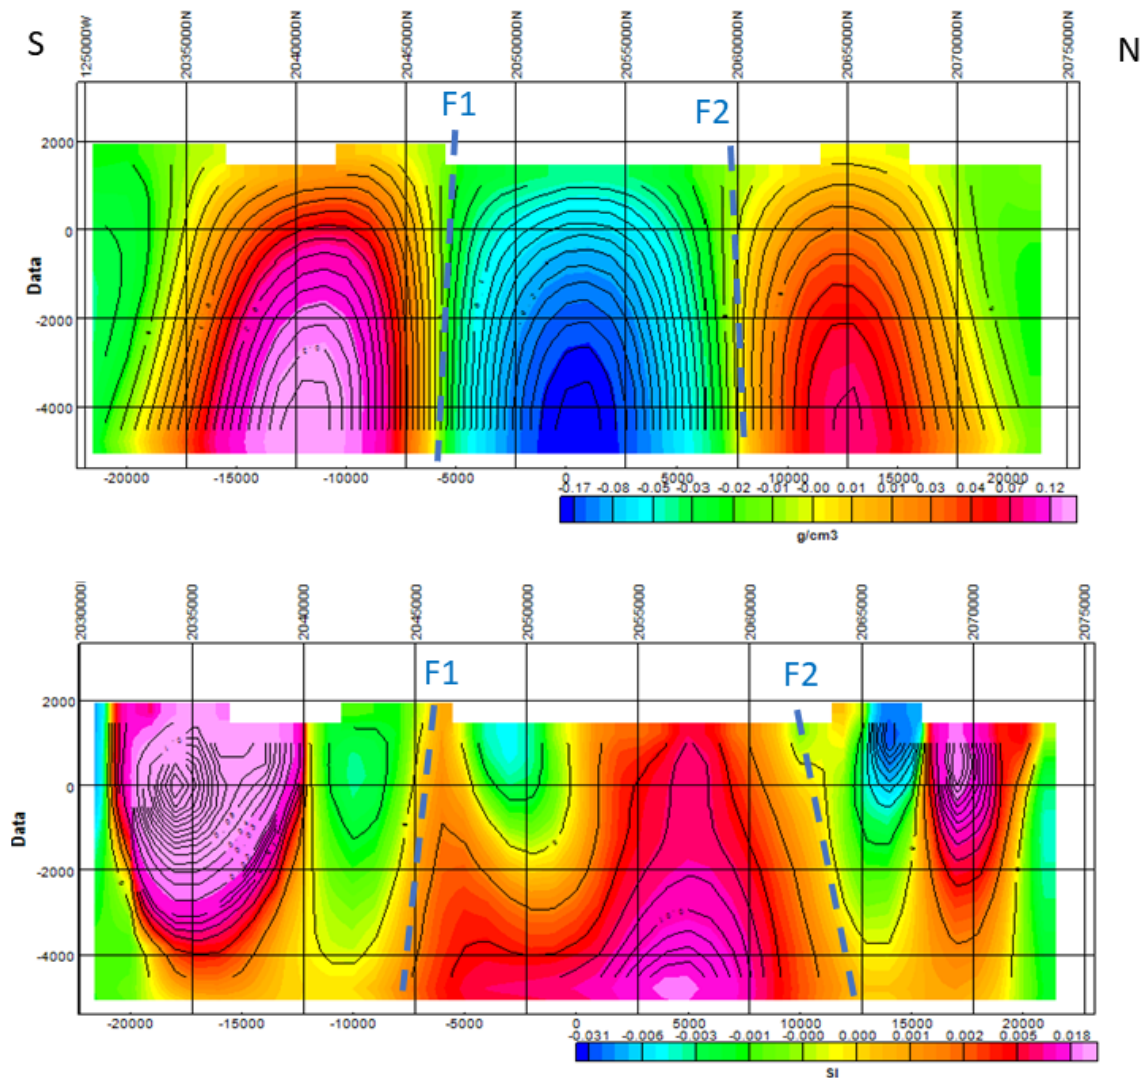 125000W 2035000N 2040000N 2045000N 2050000N 2055000N 2060000N 2065000N 2070000N 2075000N
S
N
F1
F2
2000
0
-2000
-4000
Data
-20000 -15000 -10000 -5000 0 5000 10000 15000 20000
-0.17 -0.08 -0.05 -0.03 -0.02 -0.01 -0.00 0.01 0.01 0.03 0.04 0.07 0.12
g/cm3
2030000 2035000 2040000 2045000 2050000 2055000 2060000 2065000 2070000 2075000
F1
F2
2000
0
-2000
-4000
Data
-20000 -15000 -10000 -5000 0 5000 10000 15000 20000
-0.031 -0.006 -0.003 -0.001 -0.000 0.000 0.001 0.002 0.005 0.018
SI